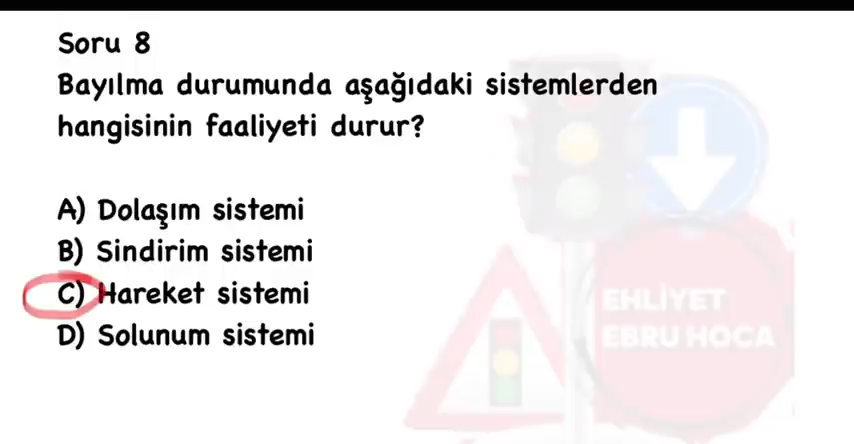 Soru 8
Bayılma durumunda aşağıdaki sistemlerden
hangisinin faaliyeti durur?
A) Dolaşım sistemi
B) Sindirim sistemi
C) Hareket sistemi
D) Solunum sistemi
EHLİYET
EBRU HOCA